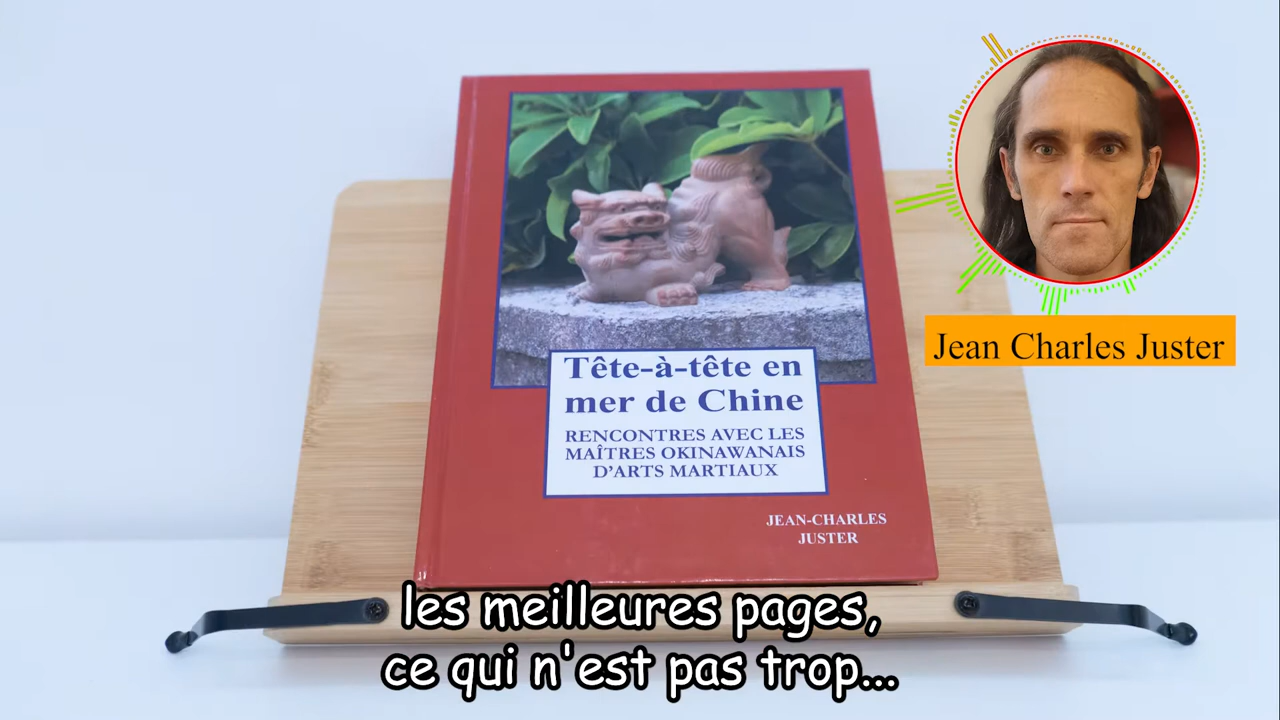 Tête-à-tête en
mer de Chine
RENCONTRES AVEC LES
MAÎTRES OKINAWANAIS
D'ARTS MARTIAUX
JEAN-CHARLES
JUSTER
Jean Charles Juster
les meilleures pages,
ce qui n'est pas trop...